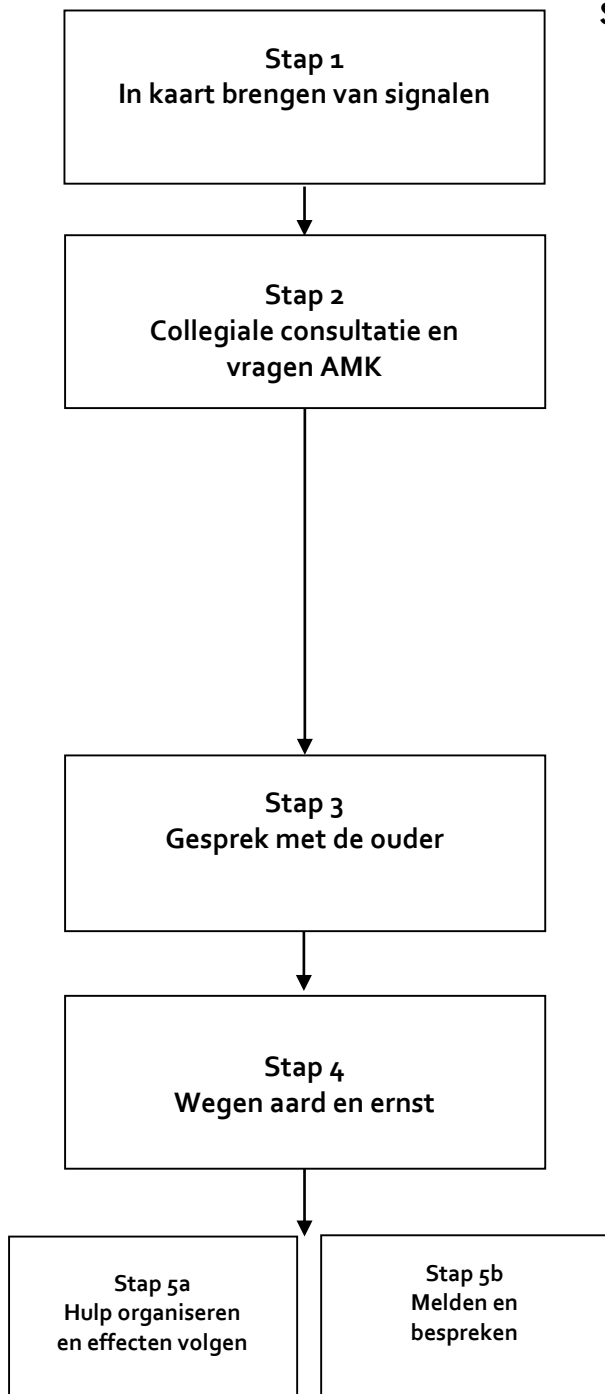 Stap 1
In kaart brengen van signalen
Stap 2
Collegiale consultatie en
vragen AMK
Stap 3
Gesprek met de ouder
Stap 4
Wegen aard en ernst
Stap 5a
Hulp organiseren
en effecten volgen
Stap 5b
Melden en
bespreken